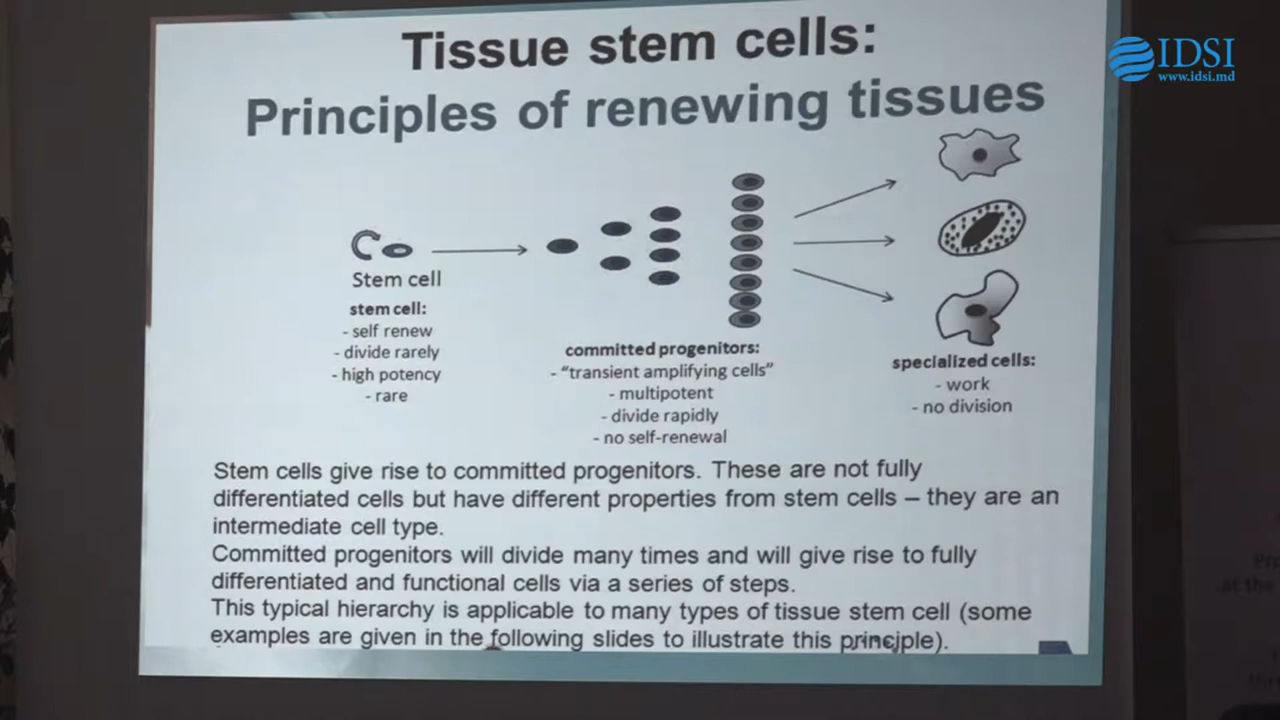 Tissue stem cells:
Principles of renewing tissues
IDSI
www.idsi.md
Stem cell
stem cell:
- self renew
- divide rarely
- high potency
- rare
committed progenitors:
- “transient amplifying cells”
- multipotent
- divide rapidly
- no self-renewal
specialized cells:
- work
- no division
Stem cells give rise to committed progenitors. These are not fully
differentiated cells but have different properties from stem cells – they are an
intermediate cell type.
Committed progenitors will divide many times and will give rise to fully
differentiated and functional cells via a series of steps.
This typical hierarchy is applicable to many types of tissue stem cell (some
examples are given in the following slides to illustrate this principle).
at the